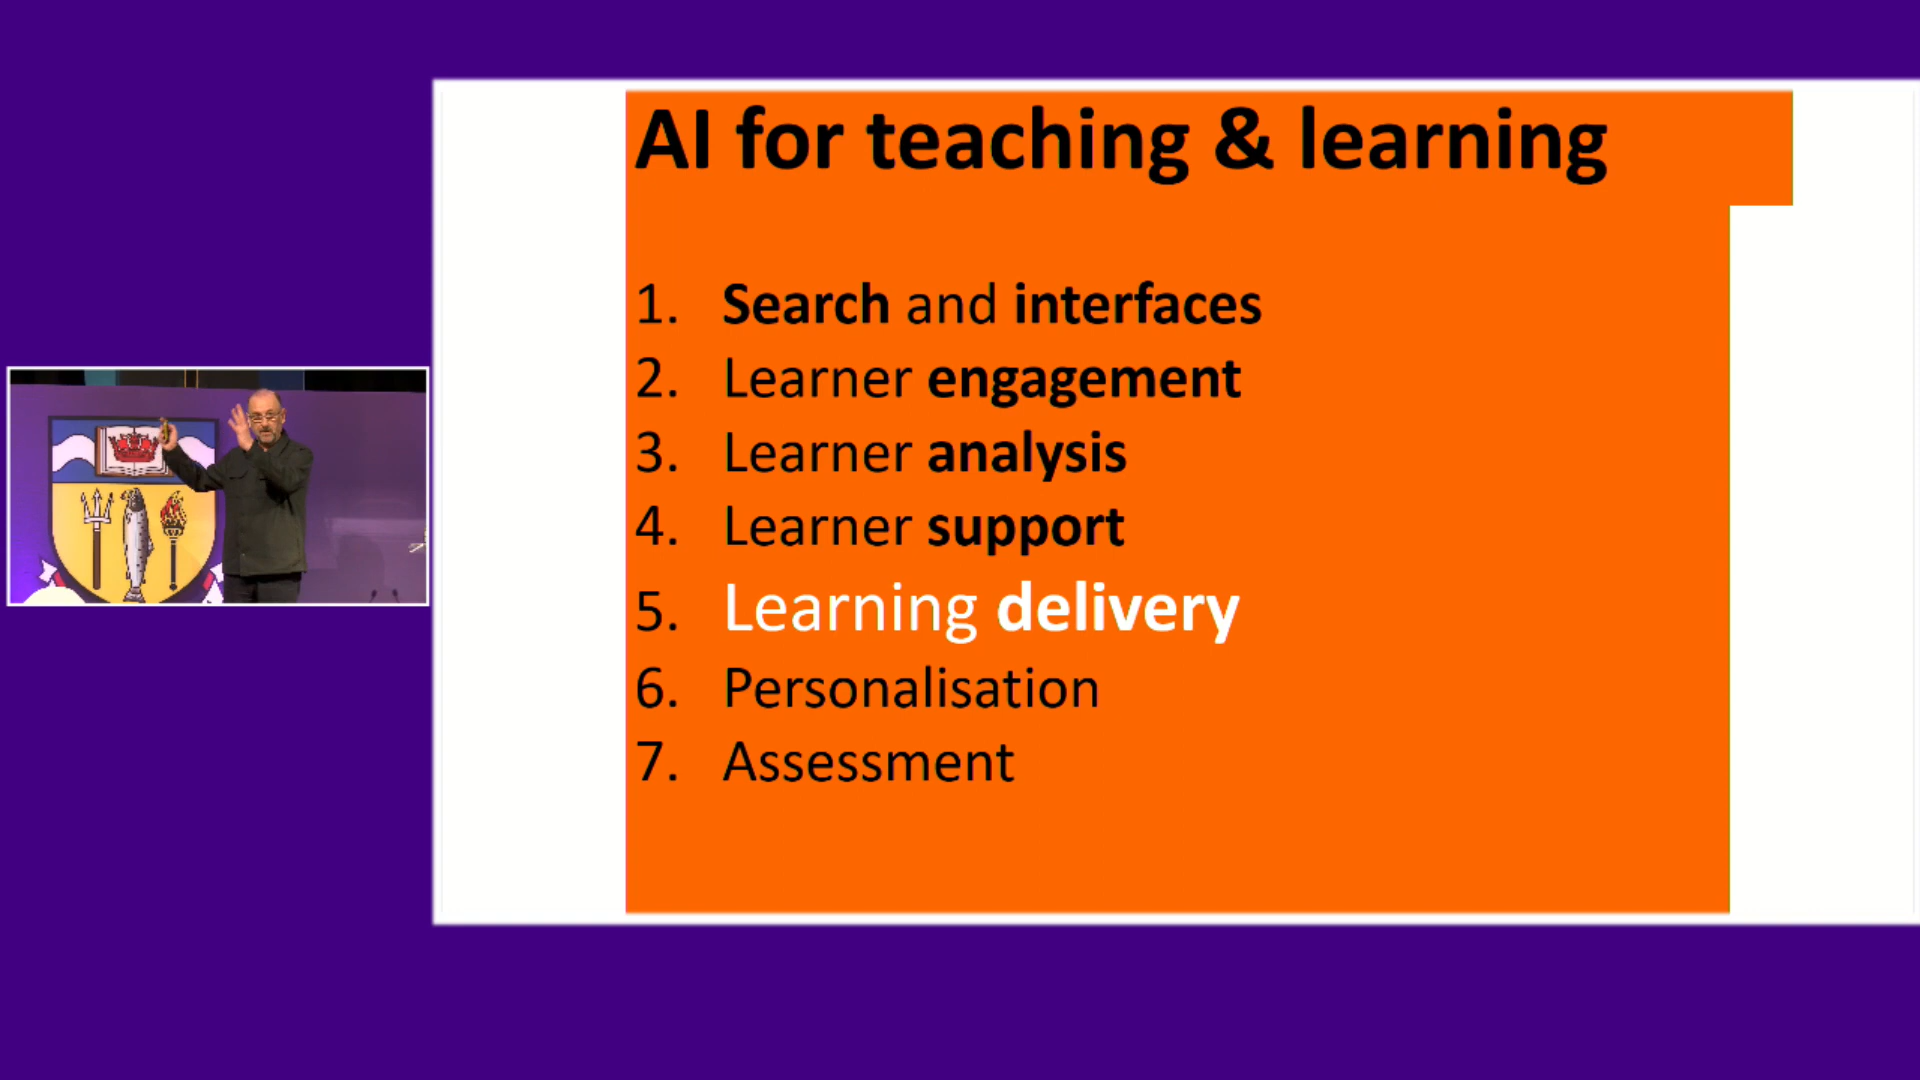 AI for teaching & learning
1. Search and interfaces
2. Learner engagement
3. Learner analysis
4. Learner support
5. Learning delivery
6. Personalisation
7. Assessment